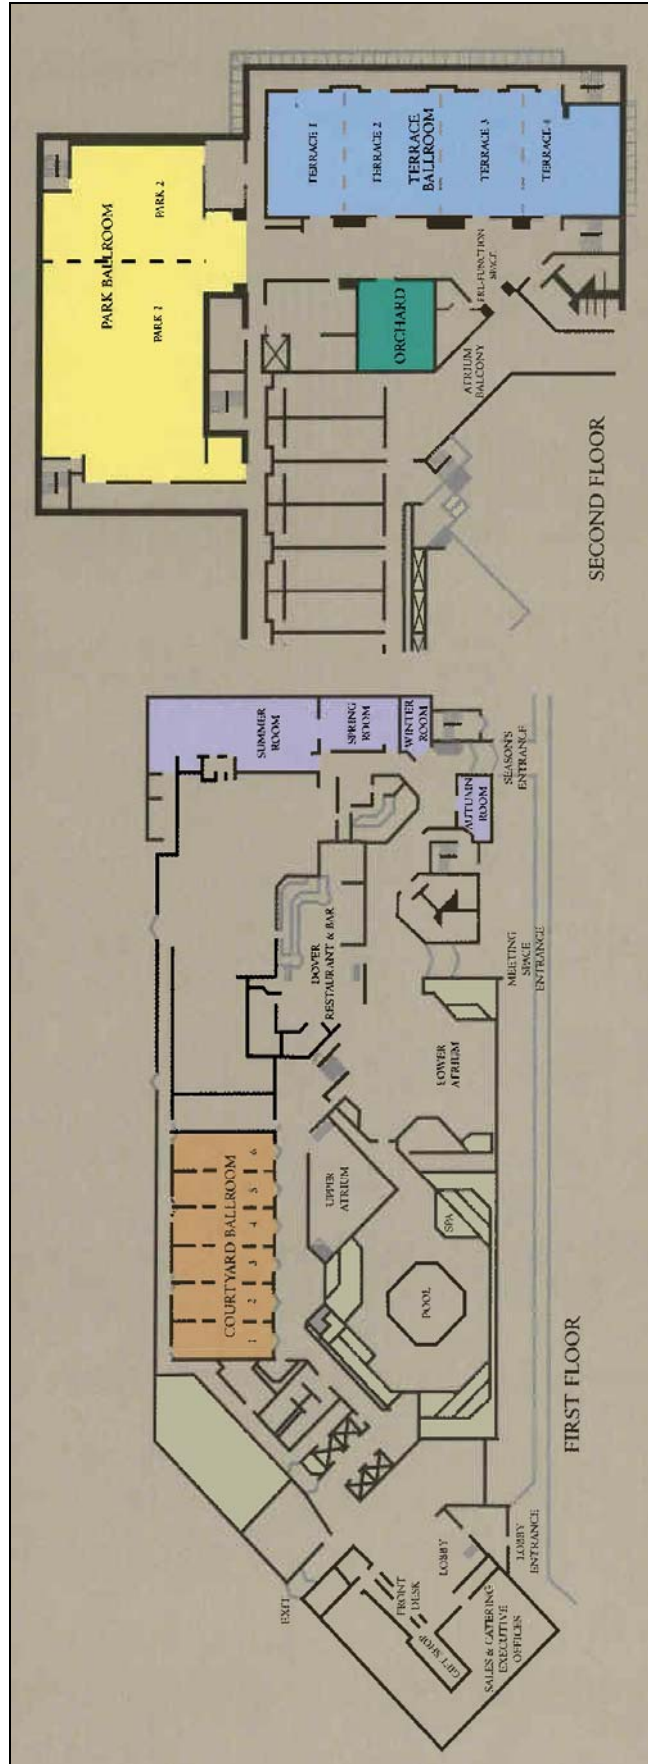 PARK BALLROOM
PARK 1
PARK 2
TERRACE 1
TERRACE 2
TERRACE BALLROOM
TERRACE 3
TERRACE 4
ORCHARD
PRE-FUNCTION
SPACE
ATRIUM
BALCONY
SECOND FLOOR
SUMMER
ROOM
SPRING
ROOM
WINTER
ROOM
AUTUMN
ROOM
SEASON'S
ENTRANCE
DOVER
RESTAURANT & BAR
MEETING
SPACE
ENTRANCE
LOWER
ATRIUM
UPPER
ATRIUM
COURTYARD BALLROOM
1 2 3 4 5 6
SPA
POOL
FIRST FLOOR
EXIT
FRONT
DESK
GIFT SHOP
LOBBY
LOBBY
ENTRANCE
SALES & CATERING
EXECUTIVE
OFFICES